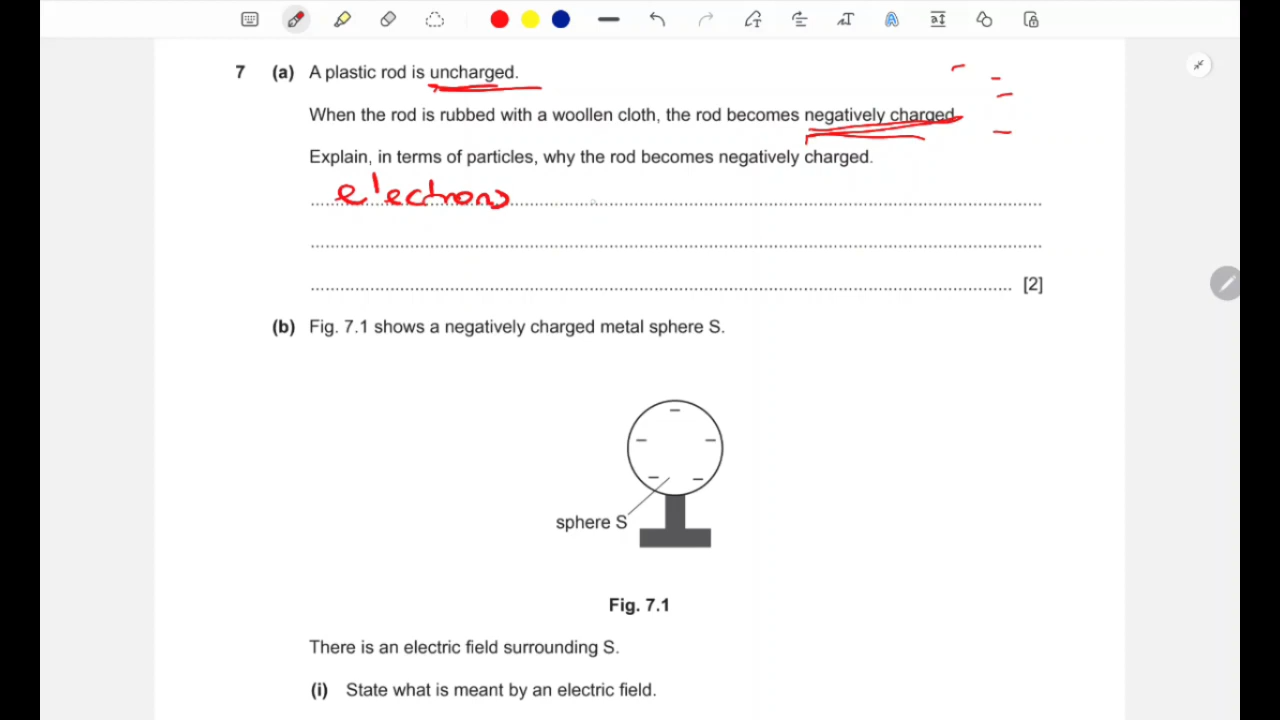 7 (a) A plastic rod is uncharged.
When the rod is rubbed with a woollen cloth, the rod becomes negatively charged.
Explain, in terms of particles, why the rod becomes negatively charged.
electrons
[2]
(b) Fig. 7.1 shows a negatively charged metal sphere S.
sphere S
Fig. 7.1
There is an electric field surrounding S.
(i) State what is meant by an electric field.